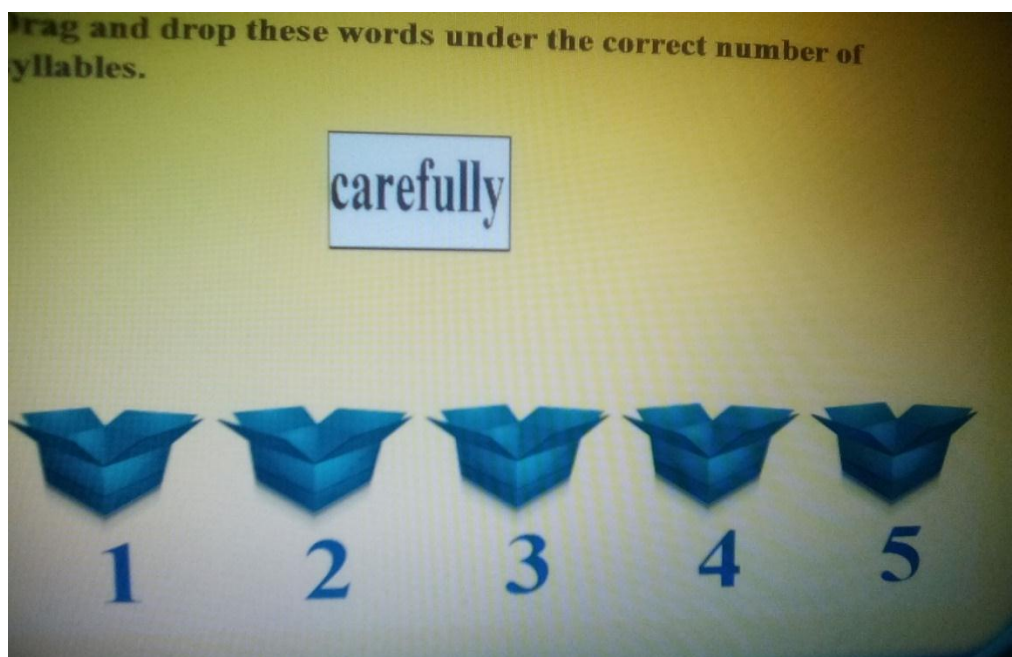 rag and drop these words under the correct number of
yllables.
carefully
1 2 3 4 5